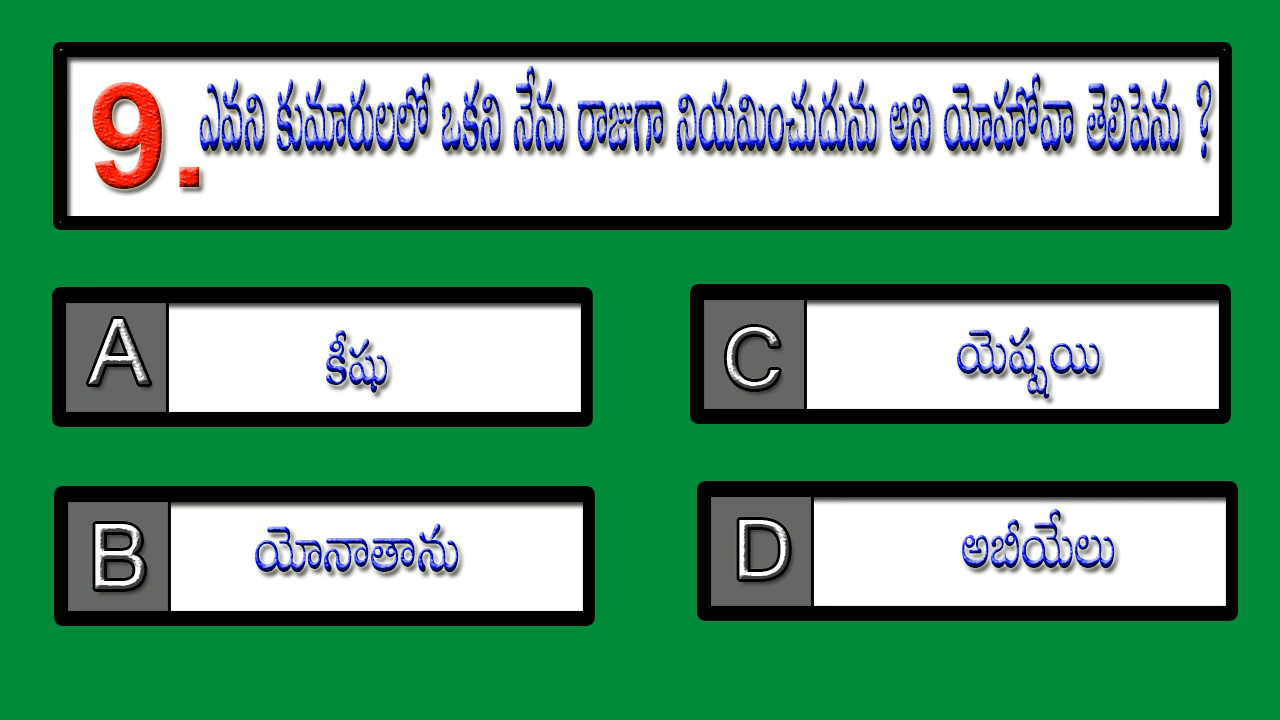 9. ఎవని కుమారులలో ఒకని నేను రాజుగా నియమించుదును అని యోహోవా తెలిపెను ?
A కీషు
B యోనాతాను
C యెష్షయి
D అబీయేలు